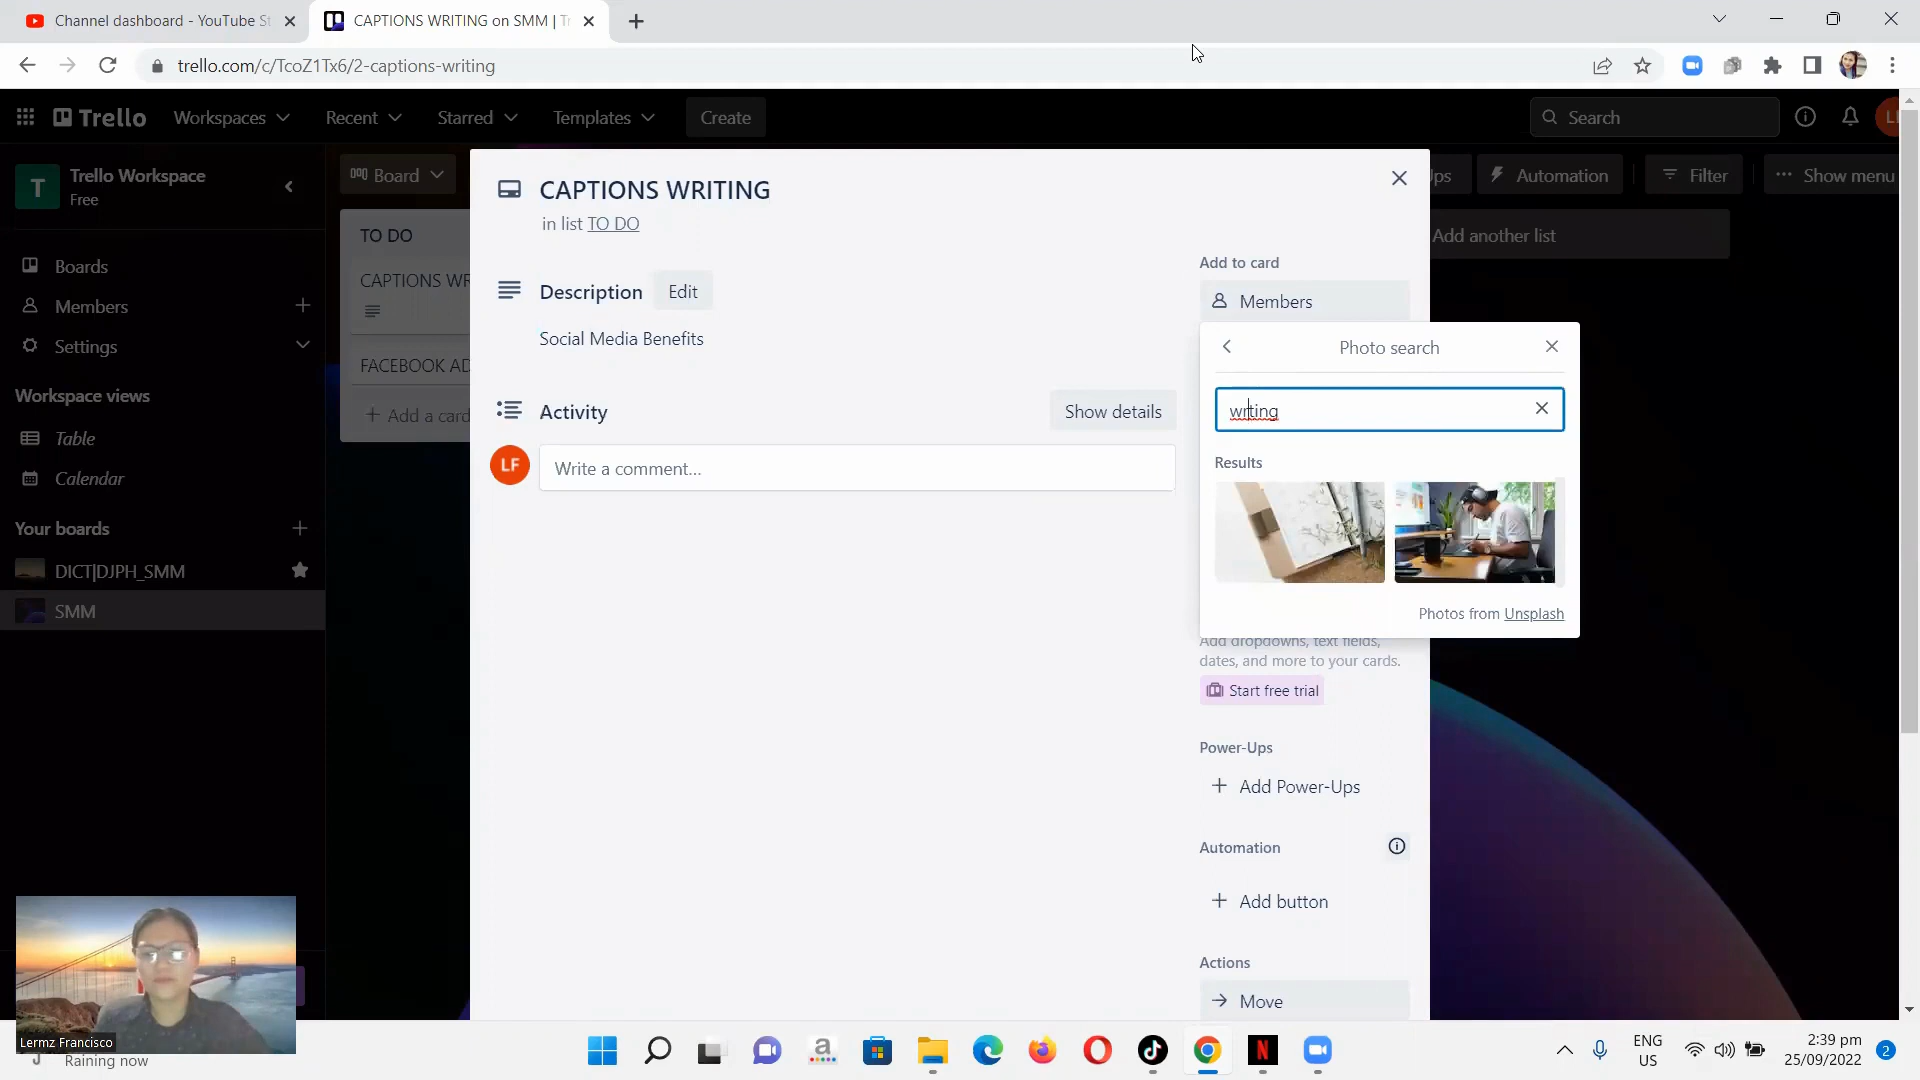 Channel dashboard - YouTube St
CAPTIONS WRITING on SMM | Tr
trello.com/c/TcoZ1Tx6/2-captions-writing
Trello
Workspaces
Recent
Starred
Templates
Create
Search
LF
T
Trello Workspace
Free
Board
Ups
Automation
Filter
Show menu
Boards
Members
Settings
Workspace views
Table
Calendar
Your boards
DICT|DJPH_SMM
SMM
TO DO
CAPTIONS WR
FACEBOOK AD
Add a card
Add another list
CAPTIONS WRITING
in list TO DO
Description
Edit
Social Media Benefits
Activity
Show details
LF
Write a comment…
Add to card
Members
Photo search
wrting
Results
Photos from Unsplash
Add dropdowns, text fields,
dates, and more to your cards.
Start free trial
Power-Ups
Add Power-Ups
Automation
Add button
Actions
Move
Lermz Francisco
Raining now
ENG
US
2:39 pm
25/09/2022
2